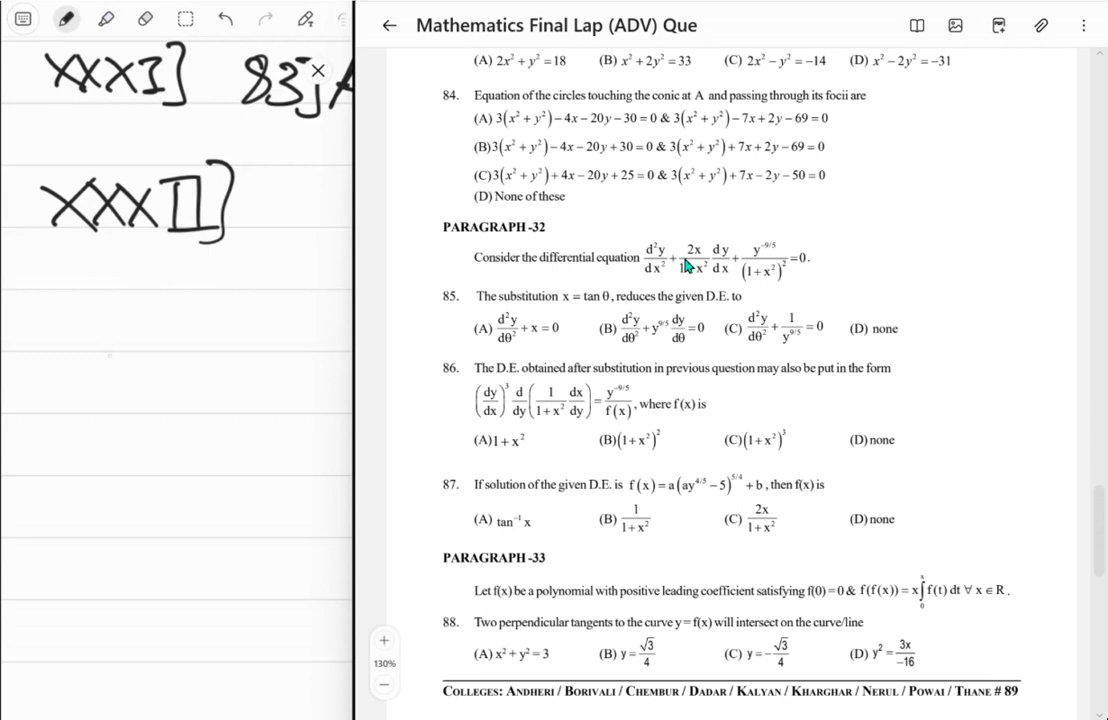 XXXI] 83]A
XXXII]
Mathematics Final Lap (ADV) Que
(A) 2x² + y² = 18 (B) x² + 2y² = 33 (C) 2x² − y² = −14 (D) x² − 2y² = −31
84. Equation of the circles touching the conic at A and passing through its focii are
(A) 3(x² + y²) − 4x − 20y − 30 = 0 & 3(x² + y²) − 7x + 2y − 69 = 0
(B) 3(x² + y²) − 4x − 20y + 30 = 0 & 3(x² + y²) + 7x + 2y − 69 = 0
(C) 3(x² + y²) + 4x − 20y + 25 = 0 & 3(x² + y²) + 7x − 2y − 50 = 0
(D) None of these
PARAGRAPH -32
Consider the differential equation d²y/dx² + 2x/1+x² dy/dx + y^(−9/5)/(1+x²)² = 0.
85. The substitution x = tan θ, reduces the given D.E. to
(A) d²y/dθ² + x = 0 (B) d²y/dθ² + y^(9/5) dy/dθ = 0 (C) d²y/dθ² + 1/y^(9/5) = 0 (D) none
86. The D.E. obtained after substitution in previous question may also be put in the form
(dy/dx)³ d/dy (1/1+x² dx/dy) = y^(−9/5)/f(x), where f(x) is
(A) 1 + x² (B) (1 + x²)² (C) (1 + x²)³ (D) none
87. If solution of the given D.E. is f(x) = a(ay^(4/5) − 5)^(5/4) + b, then f(x) is
(A) tan⁻¹ x (B) 1/1+x² (C) 2x/1+x² (D) none
PARAGRAPH -33
Let f(x) be a polynomial with positive leading coefficient satisfying f(0) = 0 & f(f(x)) = x∫₀ˣ f(t) dt ∀ x ∈ R.
88. Two perpendicular tangents to the curve y = f(x) will intersect on the curve/line
(A) x² + y² = 3 (B) y = √3/4 (C) y = −√3/4 (D) y² = 3x/−16
130%
COLLEGES: ANDHERI / BORIVALI / CHEMBUR / DADAR / KALYAN / KHARGHAR / NERUL / POWAI / THANE # 89